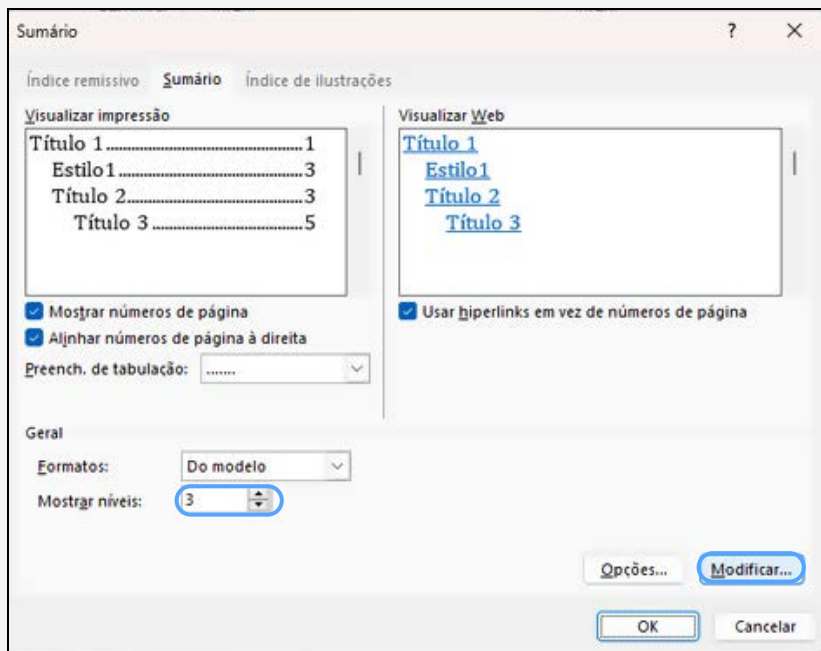 Sumário ? X
Índice remissivo Sumário Índice de ilustrações
Visualizar impressão
Título 1.......................................................1
Estilo1.................................................3
Título 2................................................3
Título 3..........................................5
Mostrar números de página
Alinhar números de página à direita
Preench. de tabulação: .......
Visualizar Web
Título 1
Estilo1
Título 2
Título 3
Usar hiperlinks em vez de números de página
Geral
Formatos: Do modelo
Mostrar níveis: 3
Opções... Modificar...
OK Cancelar